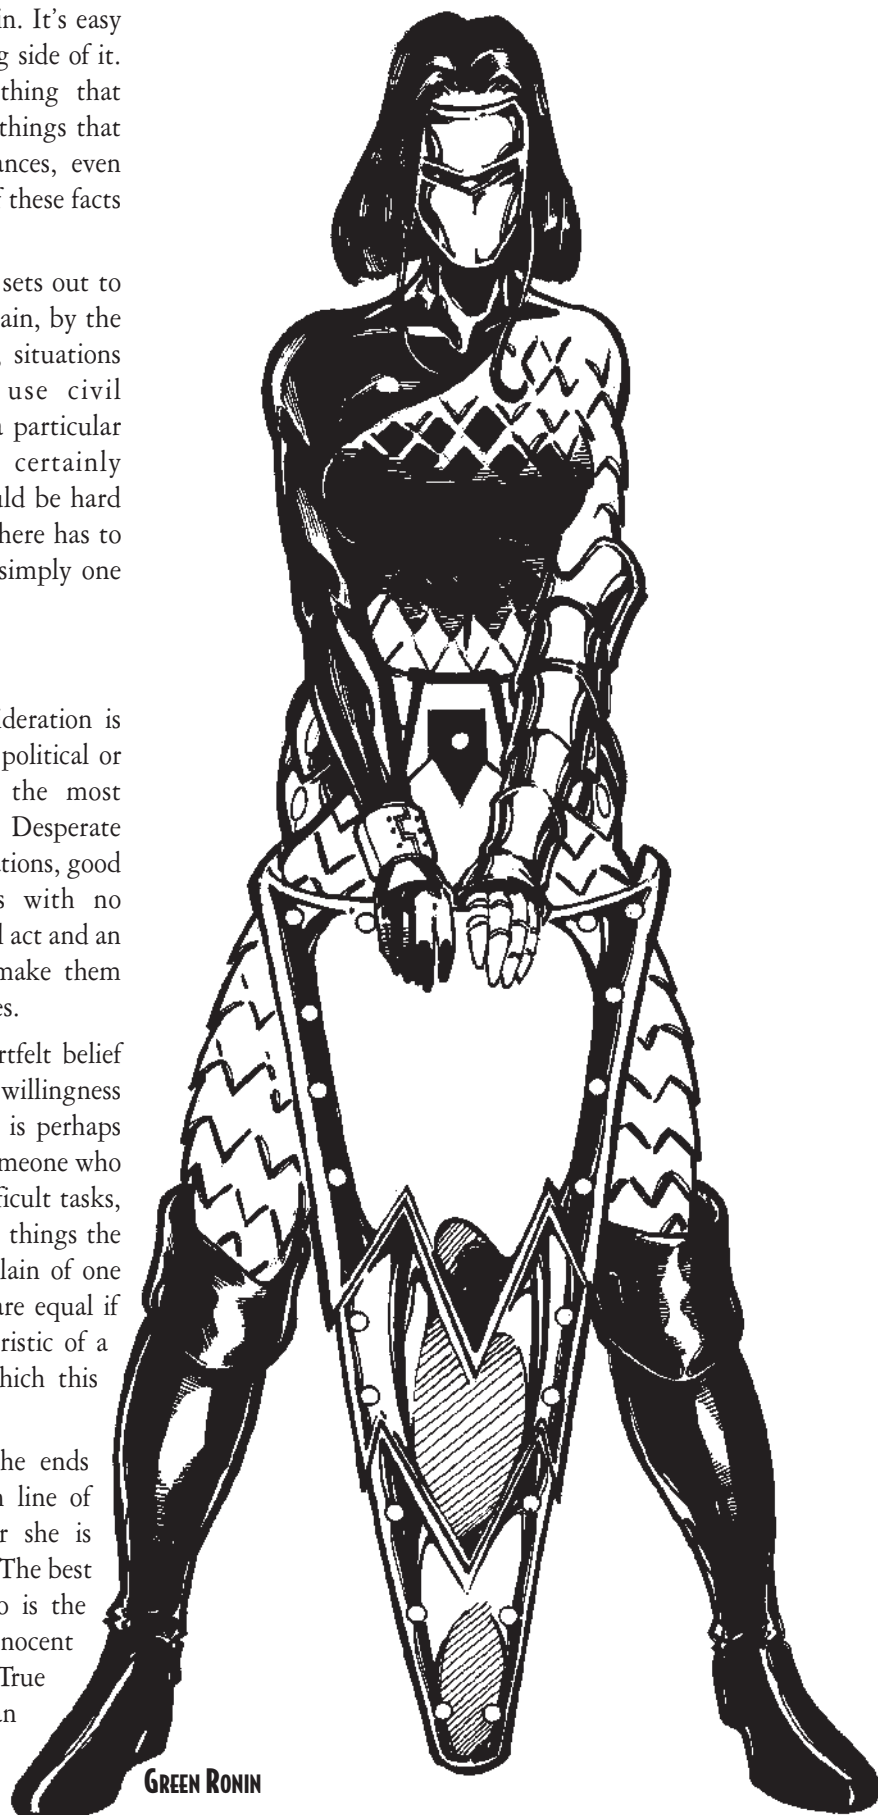 in. It's easy
g side of it.
thing that
things that
ances, even
f these facts
sets out to
ain, by the
, situations
use civil
a particular
certainly
uld be hard
here has to
simply one
ideration is
political or
the most
Desperate
ations, good
s with no
l act and an
make them
es.
rtfelt belief
willingness
is perhaps
meone who
ficult tasks,
things the
lain of one
are equal if
ristic of a
hich this
he ends
n line of
r she is
The best
o is the
nocent
True
an
GREEN RONIN